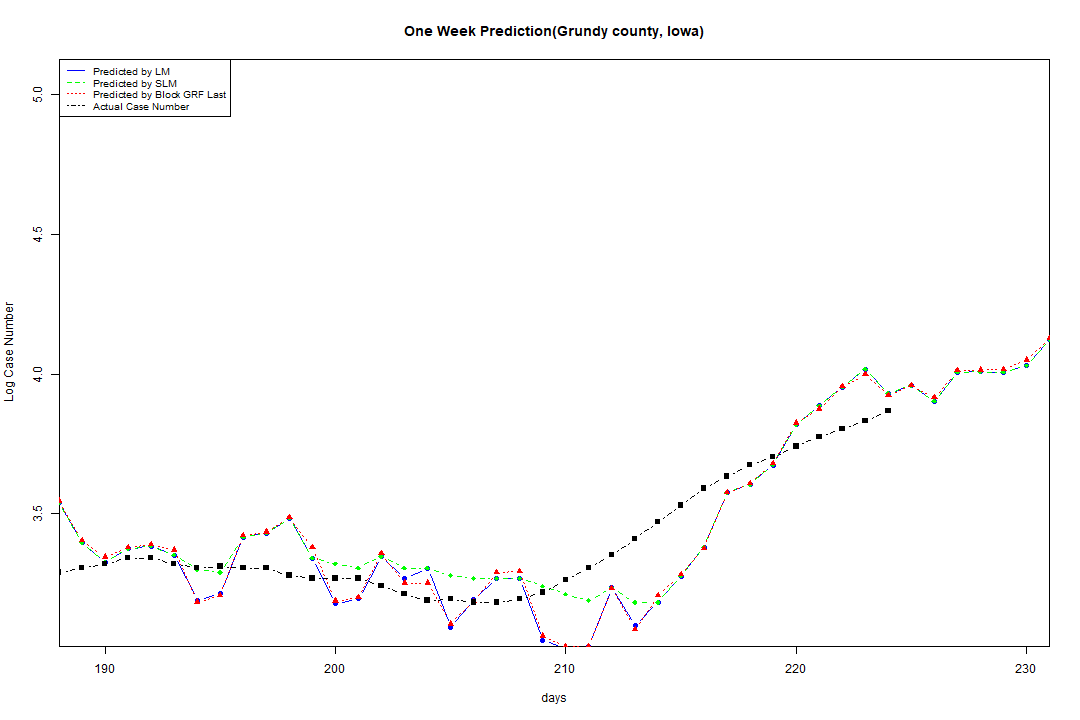 One Week Prediction(Grundy county, Iowa)
Predicted by LM
Predicted by SLM
Predicted by Block GRF Last
Actual Case Number
5.0
4.5
4.0
3.5
Log Case Number
190 200 210 220 230
days